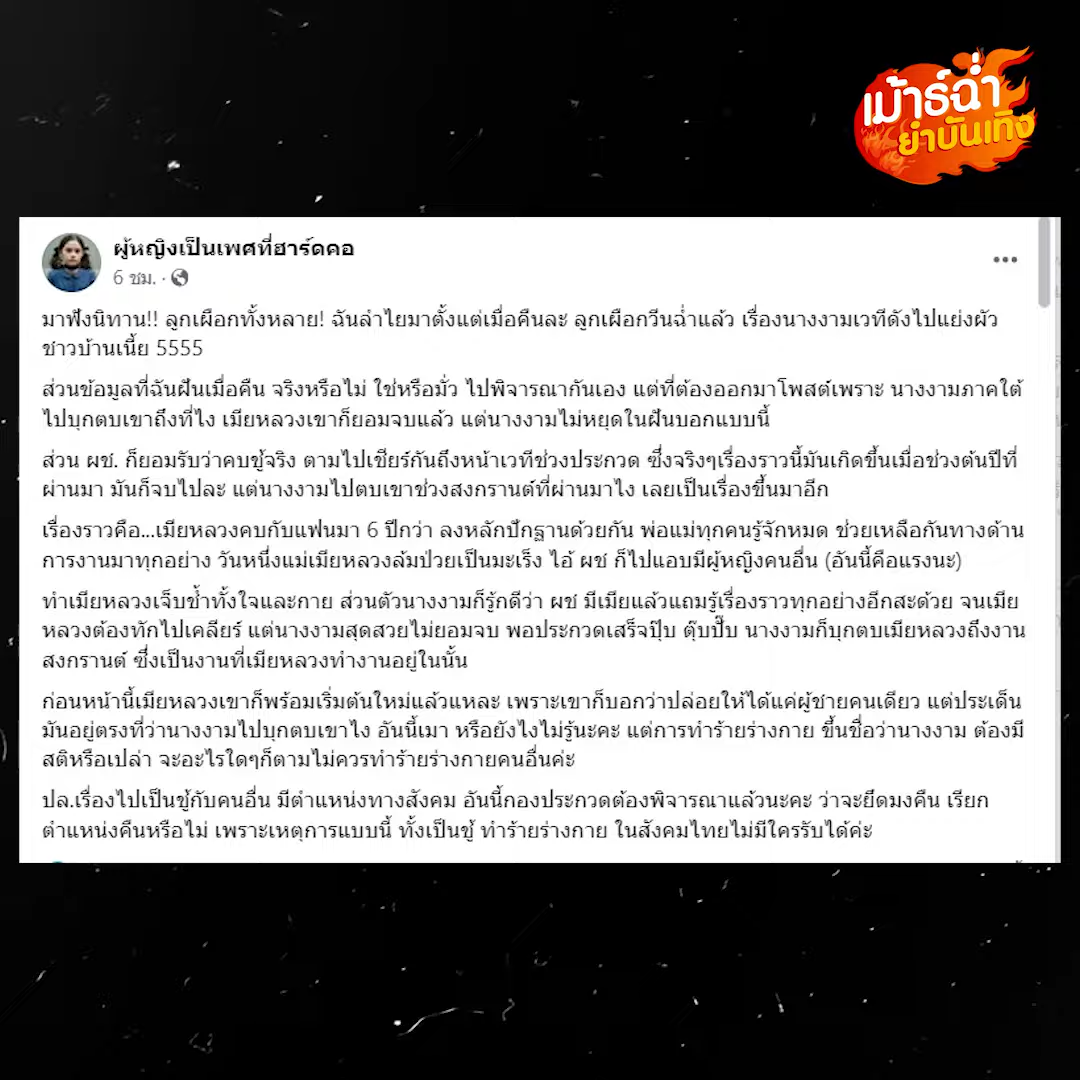 เม้าธ์ฉ่ำ
ยำบันเทิง
ผู้หญิงเป็นเพศที่ฮาร์ดคอ
6 ชม.
มาฟังนิทาน!! ลูกเผือกทั้งหลาย! ฉันลำไยมาตั้งแต่เมื่อคืนละ ลูกเผือกวีนฉ่ำแล้ว เรื่องนางงามเวทีดังไปแย่งผัว
ชาวบ้านเนี้ย 5555
ส่วนข้อมูลที่ฉันฝันเมื่อคืน จริงหรือไม่ ใช่หรือมั่ว ไปพิจารณากันเอง แต่ที่ต้องออกมาโพสต์เพราะ นางงามภาคใต้
ไปบุกตบเขาถึงที่ไง เมียหลวงเขาก็ยอมจบแล้ว แต่นางงามไม่หยุดในฝันบอกแบบนี้
ส่วน ผช. ก็ยอมรับว่าคบชู้จริง ตามไปเชียร์กันถึงหน้าเวทีช่วงประกวด ซึ่งจริงๆเรื่องราวนี้มันเกิดขึ้นเมื่อช่วงต้นปีที่
ผ่านมา มันก็จบไปละ แต่นางงามไปตบเขาช่วงสงกรานต์ที่ผ่านมาไง เลยเป็นเรื่องขึ้นมาอีก
เรื่องราวคือ...เมียหลวงคบกับแฟนมา 6 ปีกว่า ลงหลักปักฐานด้วยกัน พ่อแม่ทุกคนรู้จักหมด ช่วยเหลือกันทางด้าน
การงานมาทุกอย่าง วันหนึ่งแม่เมียหลวงล้มป่วยเป็นมะเร็ง ไอ้ ผช ก็ไปแอบมีผู้หญิงคนอื่น (อันนี้คือแรงนะ)
ทำเมียหลวงเจ็บช้ำทั้งใจและกาย ส่วนตัวนางงามก็รู้กดีว่า ผช มีเมียแล้วแถมรู้เรื่องราวทุกอย่างอีกสะด้วย จนเมีย
หลวงต้องทักไปเคลียร์ แต่นางงามสุดสวยไม่ยอมจบ พอประกวดเสร็จปุ๊บ ตุ๊บปั๊บ นางงามก็บุกตบเมียหลวงถึงงาน
สงกรานต์ ซึ่งเป็นงานที่เมียหลวงทำงานอยู่ในนั้น
ก่อนหน้านี้เมียหลวงเขาก็พร้อมเริ่มต้นใหม่แล้วแหละ เพราะเขาก็บอกว่าปล่อยให้ได้แค่ผู้ชายคนเดียว แต่ประเด็น
มันอยู่ตรงที่ว่านางงามไปบุกตบเขาไง อันนี้เมา หรือยังไงไม่รู้นะคะ แต่การทำร้ายร่างกาย ขึ้นชื่อว่านางงาม ต้องมี
สติหรือเปล่า จะอะไรใดๆก็ตามไม่ควรทำร้ายร่างกายคนอื่นค่ะ
ปล.เรื่องไปเป็นชู้กับคนอื่น มีตำแหน่งทางสังคม อันนี้กองประกวดต้องพิจารณาแล้วนะคะ ว่าจะยึดมงคืน เรียก
ตำแหน่งคืนหรือไม่ เพราะเหตุการแบบนี้ ทั้งเป็นชู้ ทำร้ายร่างกาย ในสังคมไทยไม่มีใครรับได้ค่ะ